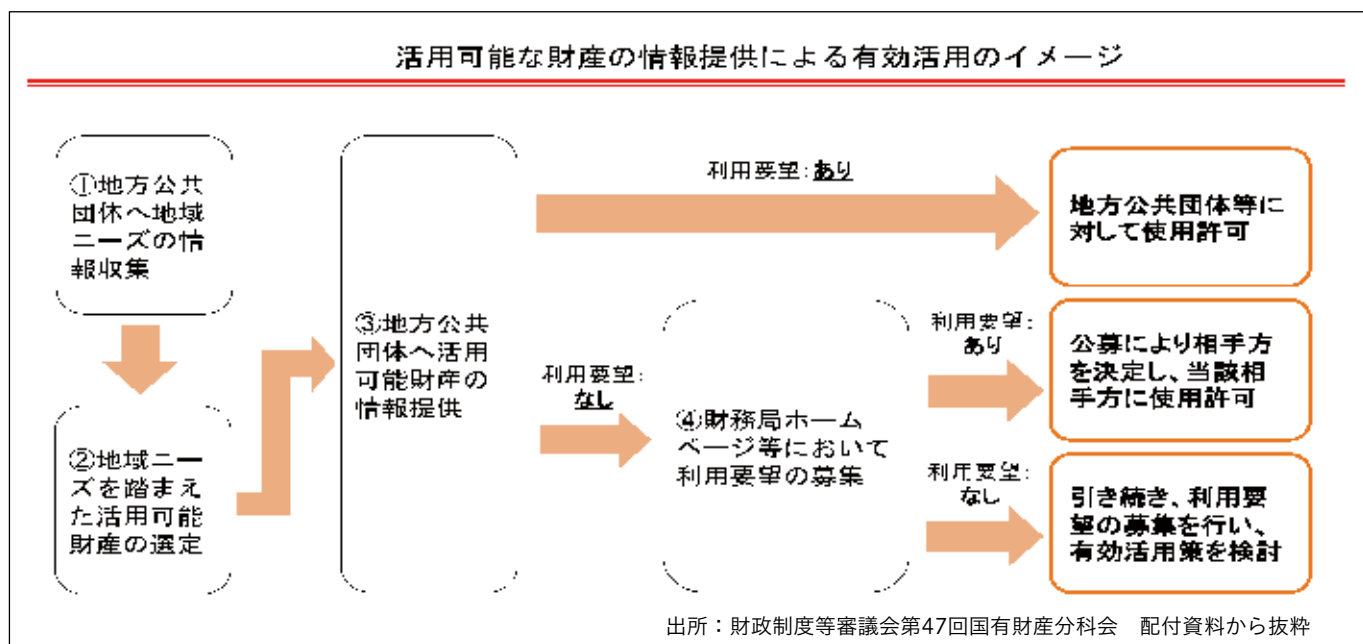 活用可能な財産の情報提供による有効活用のイメージ
①地方公共
団体へ地域
ニーズの情
報収集
②地域ニー
ズを踏まえ
た活用可能
財産の選定
③地方公共
団体へ活用
可能財産の
情報提供
利用要望:あり
地方公共団体等に
対して使用許可
利用要望:
なし
④財務局ホーム
ページ等において
利用要望の募集
利用要望:
あり
公募により相手方
を決定し、当該相
手方に使用許可
利用要望:
なし
引き続き、利用要
望の募集を行い、
有効活用策を検討
出所：財政制度等審議会第47回国有財産分科会　配付資料から抜粋